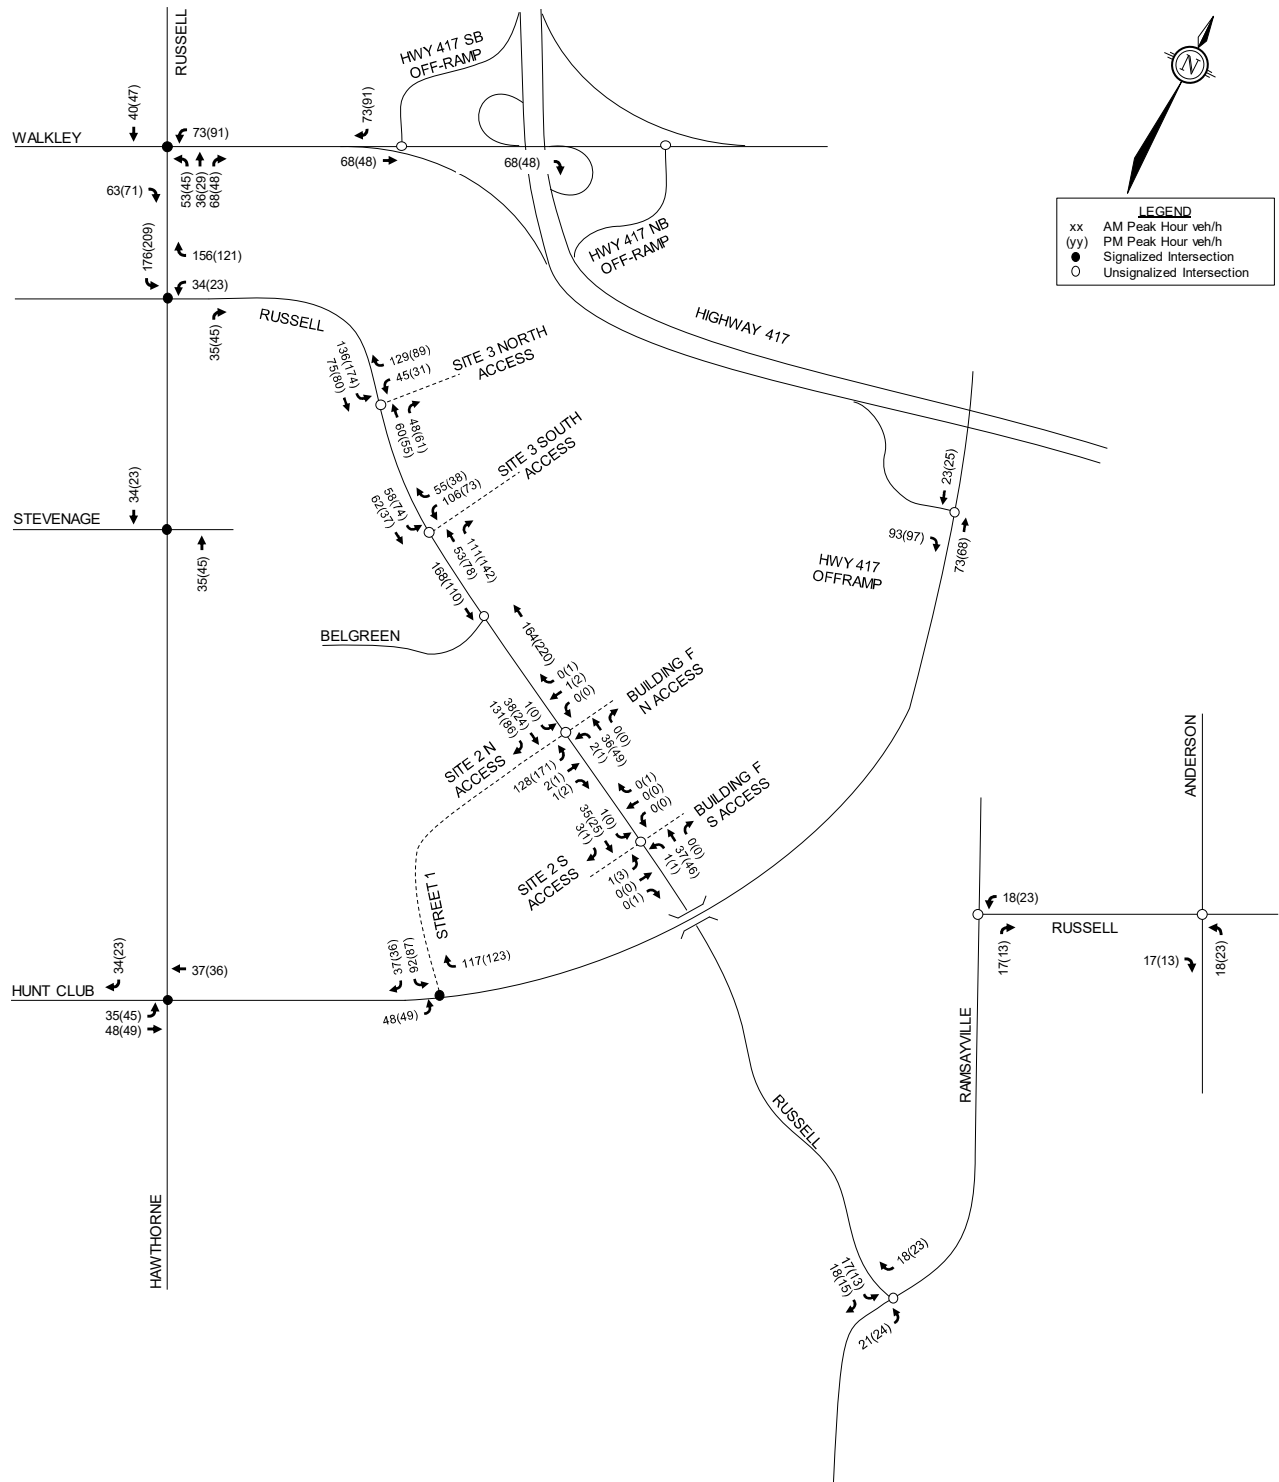 RUSSELL
HWY 417 SB
OFF-RAMP
N
40(47)
WALKLEY
73(91)
73(91)
68(48)
68(48)
53(45)
36(29)
68(48)
63(71)
HWY 417 NB
OFF-RAMP
LEGEND
xx AM Peak Hour veh/h
(yy) PM Peak Hour veh/h
Signalized Intersection
Unsignalized Intersection
176(209)
156(121)
34(23)
35(45)
RUSSELL
HIGHWAY 417
136(174)
75(80)
129(89)
45(31)
SITE 3 NORTH
ACCESS
48(61)
60(55)
SITE 3 SOUTH
ACCESS
34(23)
STEVENAGE
35(45)
58(74)
62(37)
55(38)
106(73)
111(142)
53(78)
23(25)
93(97)
73(68)
HWY 417
OFFRAMP
168(110)
BELGREEN
164(220)
0(1)
1(2)
0(0)
BUILDING F
N ACCESS
1(0)
38(24)
131(86)
0(0)
36(49)
2(1)
SITE 2 N
ACCESS
128(171)
2(1)
1(2)
0(1)
0(0)
0(0)
BUILDING F
S ACCESS
1(0)
35(25)
3(1)
0(0)
37(46)
1(1)
SITE 2 S
ACCESS
1(3)
0(0)
0(1)
ANDERSON
18(23)
RUSSELL
17(13)
17(13)
18(23)
STREET 1
34(23)
37(36)
37(36)
92(87)
117(123)
HUNT CLUB
35(45)
48(49)
48(49)
RAMSAYVILLE
RUSSELL
HAWTHORNE
17(13)
18(15)
18(23)
21(24)